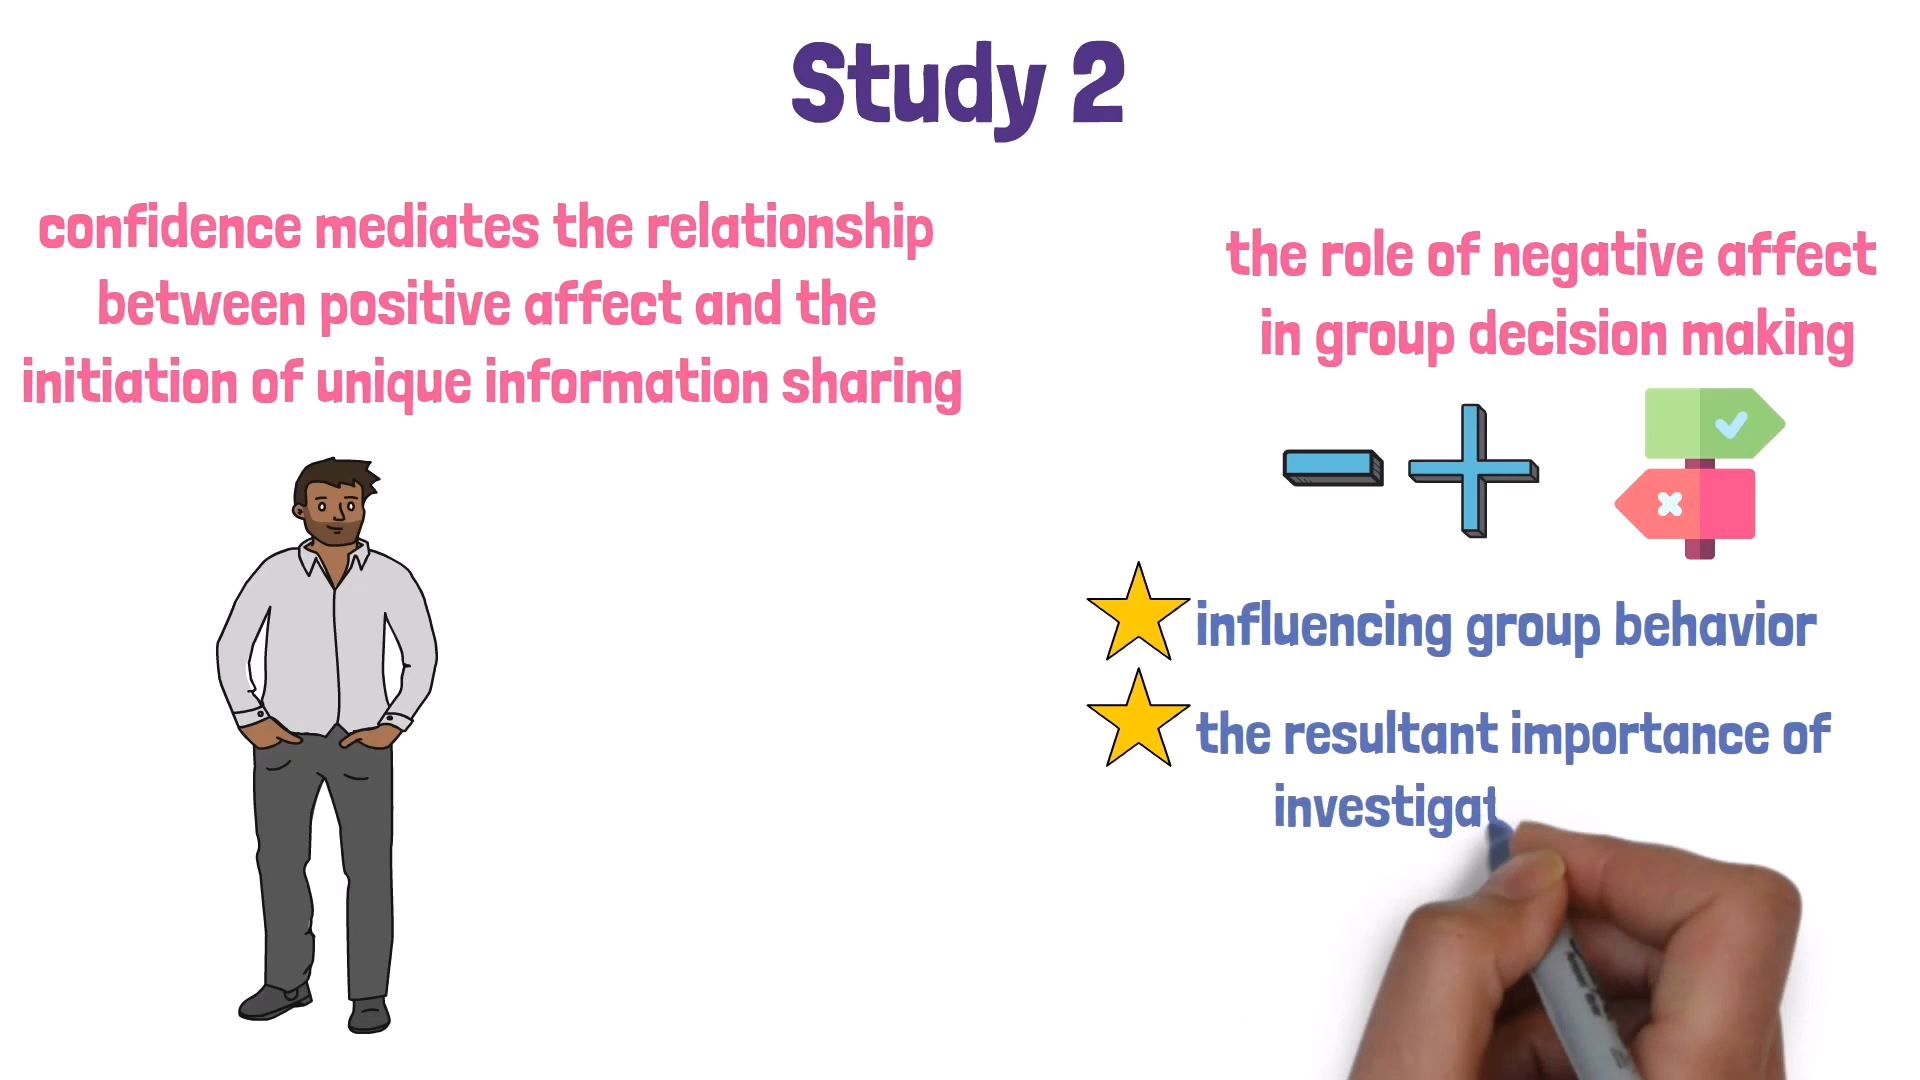 Study 2
confidence mediates the relationship
between positive affect and the
initiation of unique information sharing
the role of negative affect
in group decision making
influencing group behavior
the resultant importance of
investigat